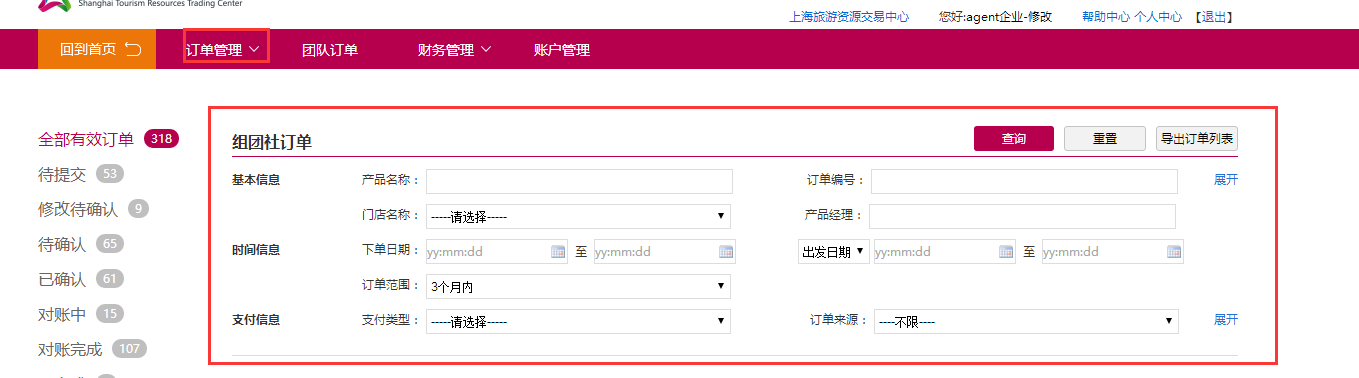 Shanghai Tourism Resources Trading Center
上海旅游资源交易中心 您好:agent企业-修改 帮助中心 个人中心 【退出】
回到首页 订单管理 团队订单 财务管理 账户管理
全部有效订单 318
待提交 53
修改待确认 9
待确认 65
已确认 61
对账中 15
对账完成 107
组团社订单 查询 重置 导出订单列表
基本信息 产品名称： 订单编号： 展开
门店名称： -----请选择----- 产品经理：
时间信息 下单日期： yy:mm:dd 至 yy:mm:dd 出发日期 yy:mm:dd 至 yy:mm:dd
订单范围： 3个月内
支付信息 支付类型： -----请选择----- 订单来源： ----不限---- 展开